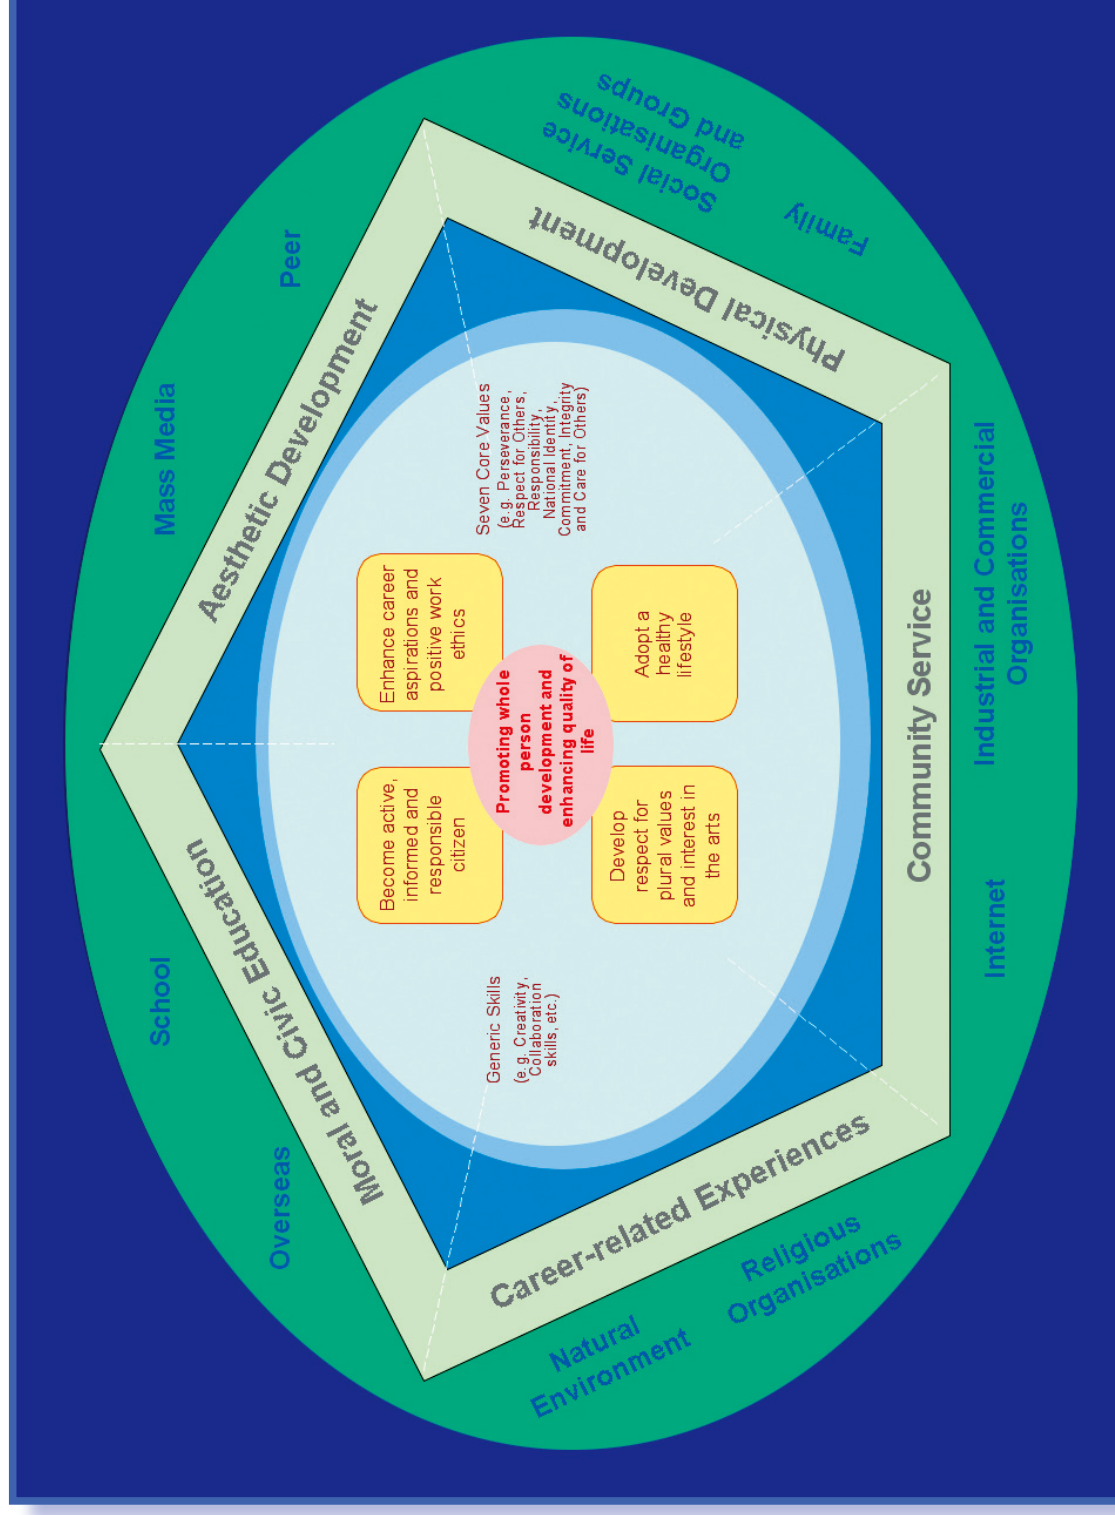 School
Mass Media
Overseas
Peer
Moral and Civic Education
Aesthetic Development
Become active,
informed and
responsible
citizen
Enhance career
aspirations and
positive work
ethics
Generic Skills
(e.g. Creativity,
Collaboration
skills, etc.)
Promoting whole
person
development and
enhancing quality of
life
Seven Core Values
(e.g. Perseverance,
Respect for Others,
Responsibility,
National Identity,
Commitment, Integrity
and Care for Others)
Develop
respect for
plural values
and interest in
the arts
Adopt a
healthy
lifestyle
Career-related Experiences
Physical Development
Natural
Environment
Religious
Organisations
Social Service
Organisations
and Groups
Family
Community Service
Internet
Industrial and Commercial
Organisations